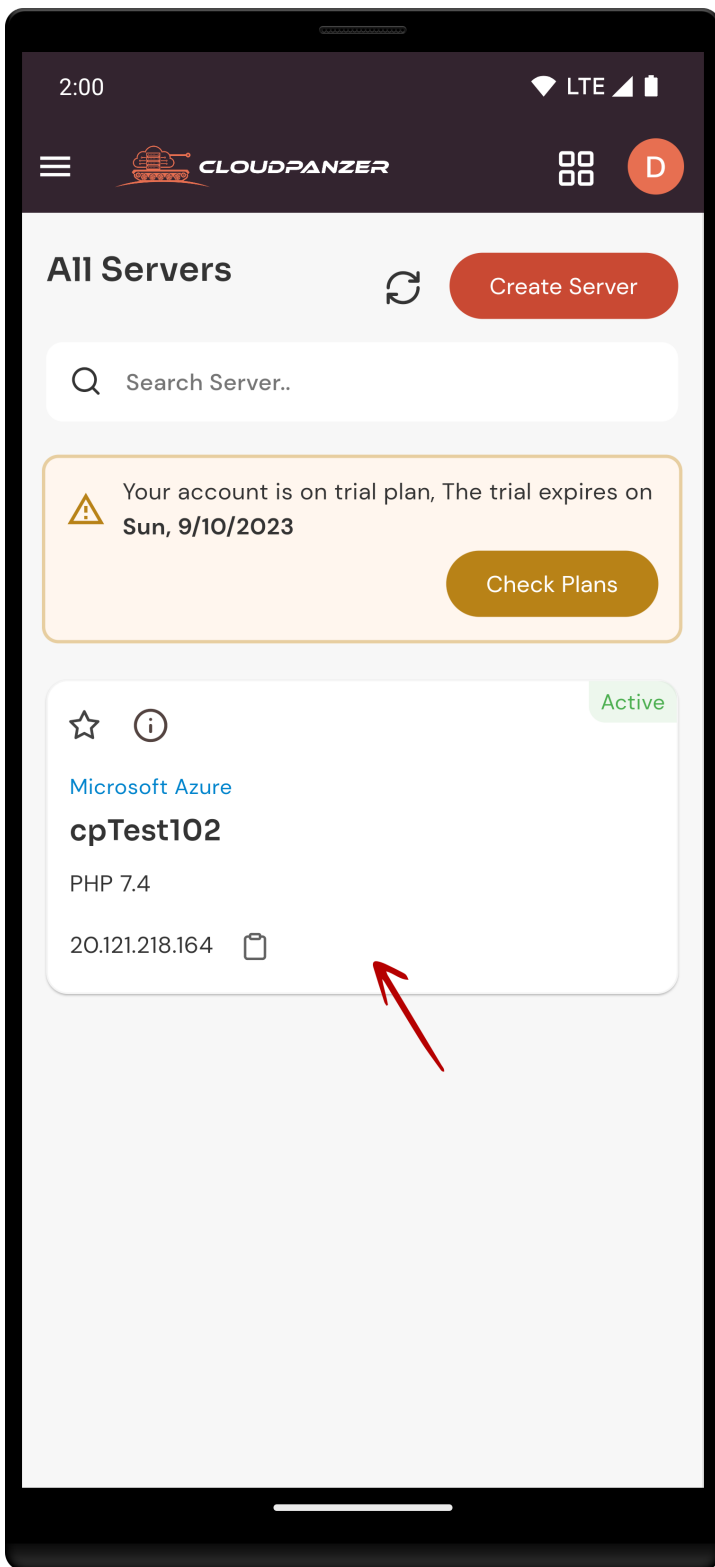 2:00
LTE
CLOUDPANZER
D
All Servers
Create Server
Search Server..
Your account is on trial plan, The trial expires on
Sun, 9/10/2023
Check Plans
Active
Microsoft Azure
cpTest102
PHP 7.4
20.121.218.164